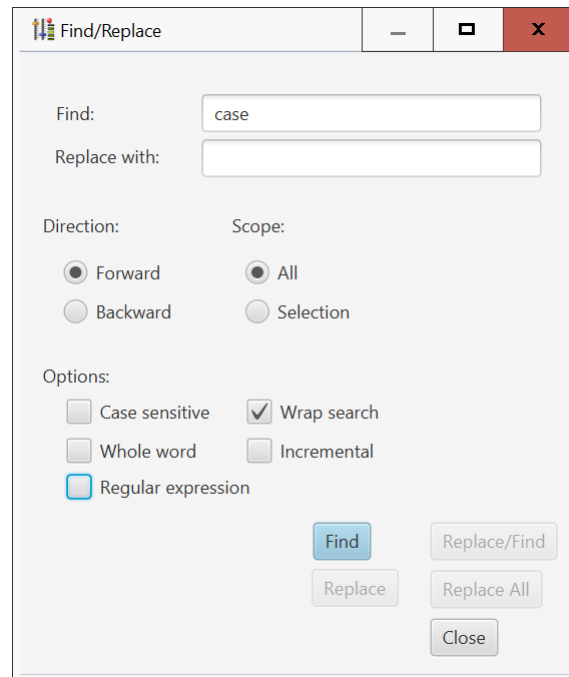 Find/Replace
Find:
case
Replace with:
Direction:
Scope:
Forward
All
Backward
Selection
Options:
Case sensitive
Wrap search
Whole word
Incremental
Regular expression
Find
Replace/Find
Replace
Replace All
Close